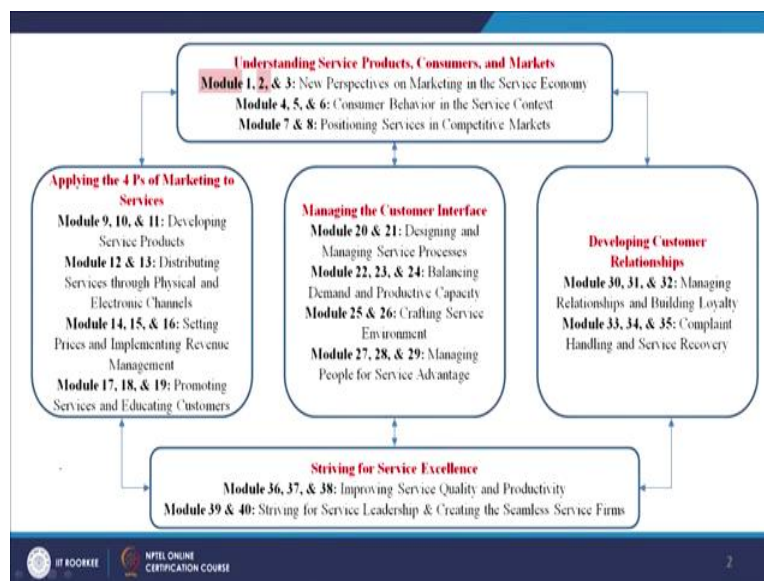 Understanding Service Products, Consumers, and Markets
Module 1, 2, & 3: New Perspectives on Marketing in the Service Economy
Module 4, 5, & 6: Consumer Behavior in the Service Context
Module 7 & 8: Positioning Services in Competitive Markets
Applying the 4 Ps of Marketing to
Services
Module 9, 10, & 11: Developing
Service Products
Module 12 & 13: Distributing
Services through Physical and
Electronic Channels
Module 14, 15, & 16: Setting
Prices and Implementing Revenue
Management
Module 17, 18, & 19: Promoting
Services and Educating Customers
Managing the Customer Interface
Module 20 & 21: Designing and
Managing Service Processes
Module 22, 23, & 24: Balancing
Demand and Productive Capacity
Module 25 & 26: Crafting Service
Environment
Module 27, 28, & 29: Managing
People for Service Advantage
Developing Customer
Relationships
Module 30, 31, & 32: Managing
Relationships and Building Loyalty
Module 33, 34, & 35: Complaint
Handling and Service Recovery
Striving for Service Excellence
Module 36, 37, & 38: Improving Service Quality and Productivity
Module 39 & 40: Striving for Service Leadership & Creating the Seamless Service Firms
IIT ROORKEE
NPTEL ONLINE
CERTIFICATION COURSE
2